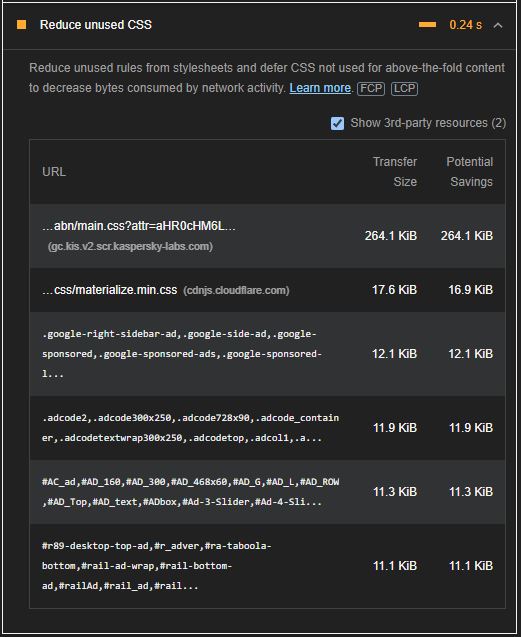 Reduce unused CSS 0.24 s
Reduce unused rules from stylesheets and defer CSS not used for above-the-fold content
to decrease bytes consumed by network activity. Learn more. FCP LCP
Show 3rd-party resources (2)
URL Transfer Size Potential Savings
…abn/main.css?attr=aHR0cHM6L…
(gc.kis.v2.scr.kaspersky-labs.com)
264.1 KiB 264.1 KiB
…css/materialize.min.css (cdnjs.cloudflare.com) 17.6 KiB 16.9 KiB
.google-right-sidebar-ad,.google-side-ad,.google-
sponsored,.google-sponsored-ads,.google-sponsored-
l...
12.1 KiB 12.1 KiB
.adcode2,.adcode300x250,.adcode728x90,.adcode_contain
er,.adcodetextwrap300x250,.adcodetop,.adcol1,.a...
11.9 KiB 11.9 KiB
#AC_ad,#AD_160,#AD_300,#AD_468x60,#AD_G,#AD_L,#AD_ROW
,#AD_Top,#AD_text,#ADbox,#Ad-3-Slider,#Ad-4-Sli...
11.3 KiB 11.3 KiB
#r89-desktop-top-ad,#r_adver,#ra-taboola-
bottom,#rail-ad-wrap,#rail-bottom-
ad,#railAd,#rail_ad,#rail...
11.1 KiB 11.1 KiB